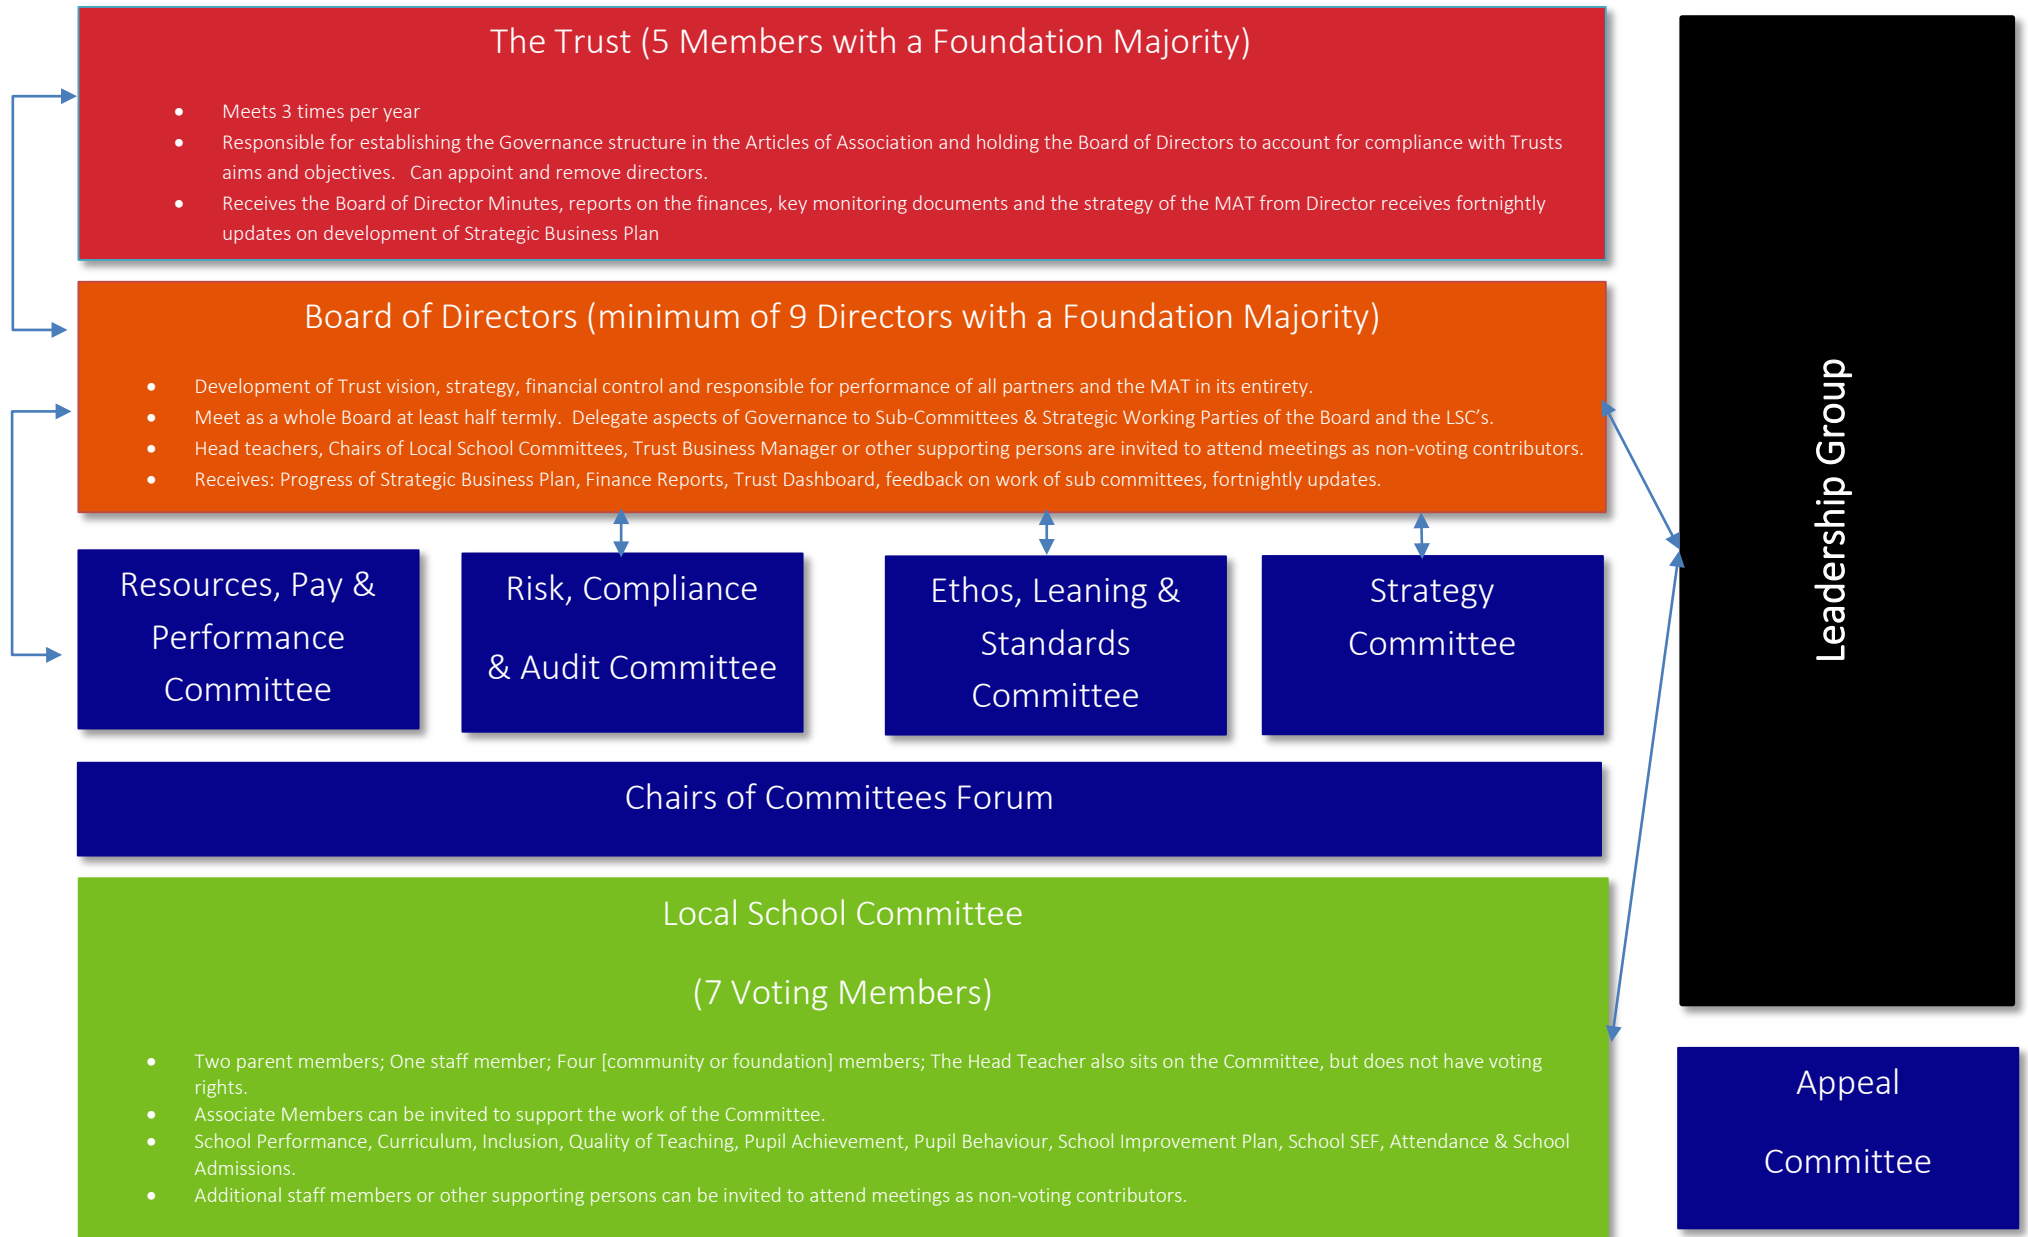 The Trust (5 Members with a Foundation Majority)
• Meets 3 times per year
• Responsible for establishing the Governance structure in the Articles of Association and holding the Board of Directors to account for compliance with Trusts
aims and objectives. Can appoint and remove directors.
• Receives the Board of Director Minutes, reports on the finances, key monitoring documents and the strategy of the MAT from Director receives fortnightly
updates on development of Strategic Business Plan
Board of Directors (minimum of 9 Directors with a Foundation Majority)
• Development of Trust vision, strategy, financial control and responsible for performance of all partners and the MAT in its entirety.
• Meet as a whole Board at least half termly. Delegate aspects of Governance to Sub-Committees & Strategic Working Parties of the Board and the LSC’s.
• Head teachers, Chairs of Local School Committees, Trust Business Manager or other supporting persons are invited to attend meetings as non-voting contributors.
• Receives: Progress of Strategic Business Plan, Finance Reports, Trust Dashboard, feedback on work of sub committees, fortnightly updates.
Resources, Pay &
Performance
Committee
Risk, Compliance
& Audit Committee
Ethos, Leaning &
Standards
Committee
Strategy
Committee
Chairs of Committees Forum
Local School Committee
(7 Voting Members)
• Two parent members; One staff member; Four [community or foundation] members; The Head Teacher also sits on the Committee, but does not have voting
rights.
• Associate Members can be invited to support the work of the Committee.
• School Performance, Curriculum, Inclusion, Quality of Teaching, Pupil Achievement, Pupil Behaviour, School Improvement Plan, School SEF, Attendance & School
Admissions.
• Additional staff members or other supporting persons can be invited to attend meetings as non-voting contributors.
Leadership Group
Appeal
Committee